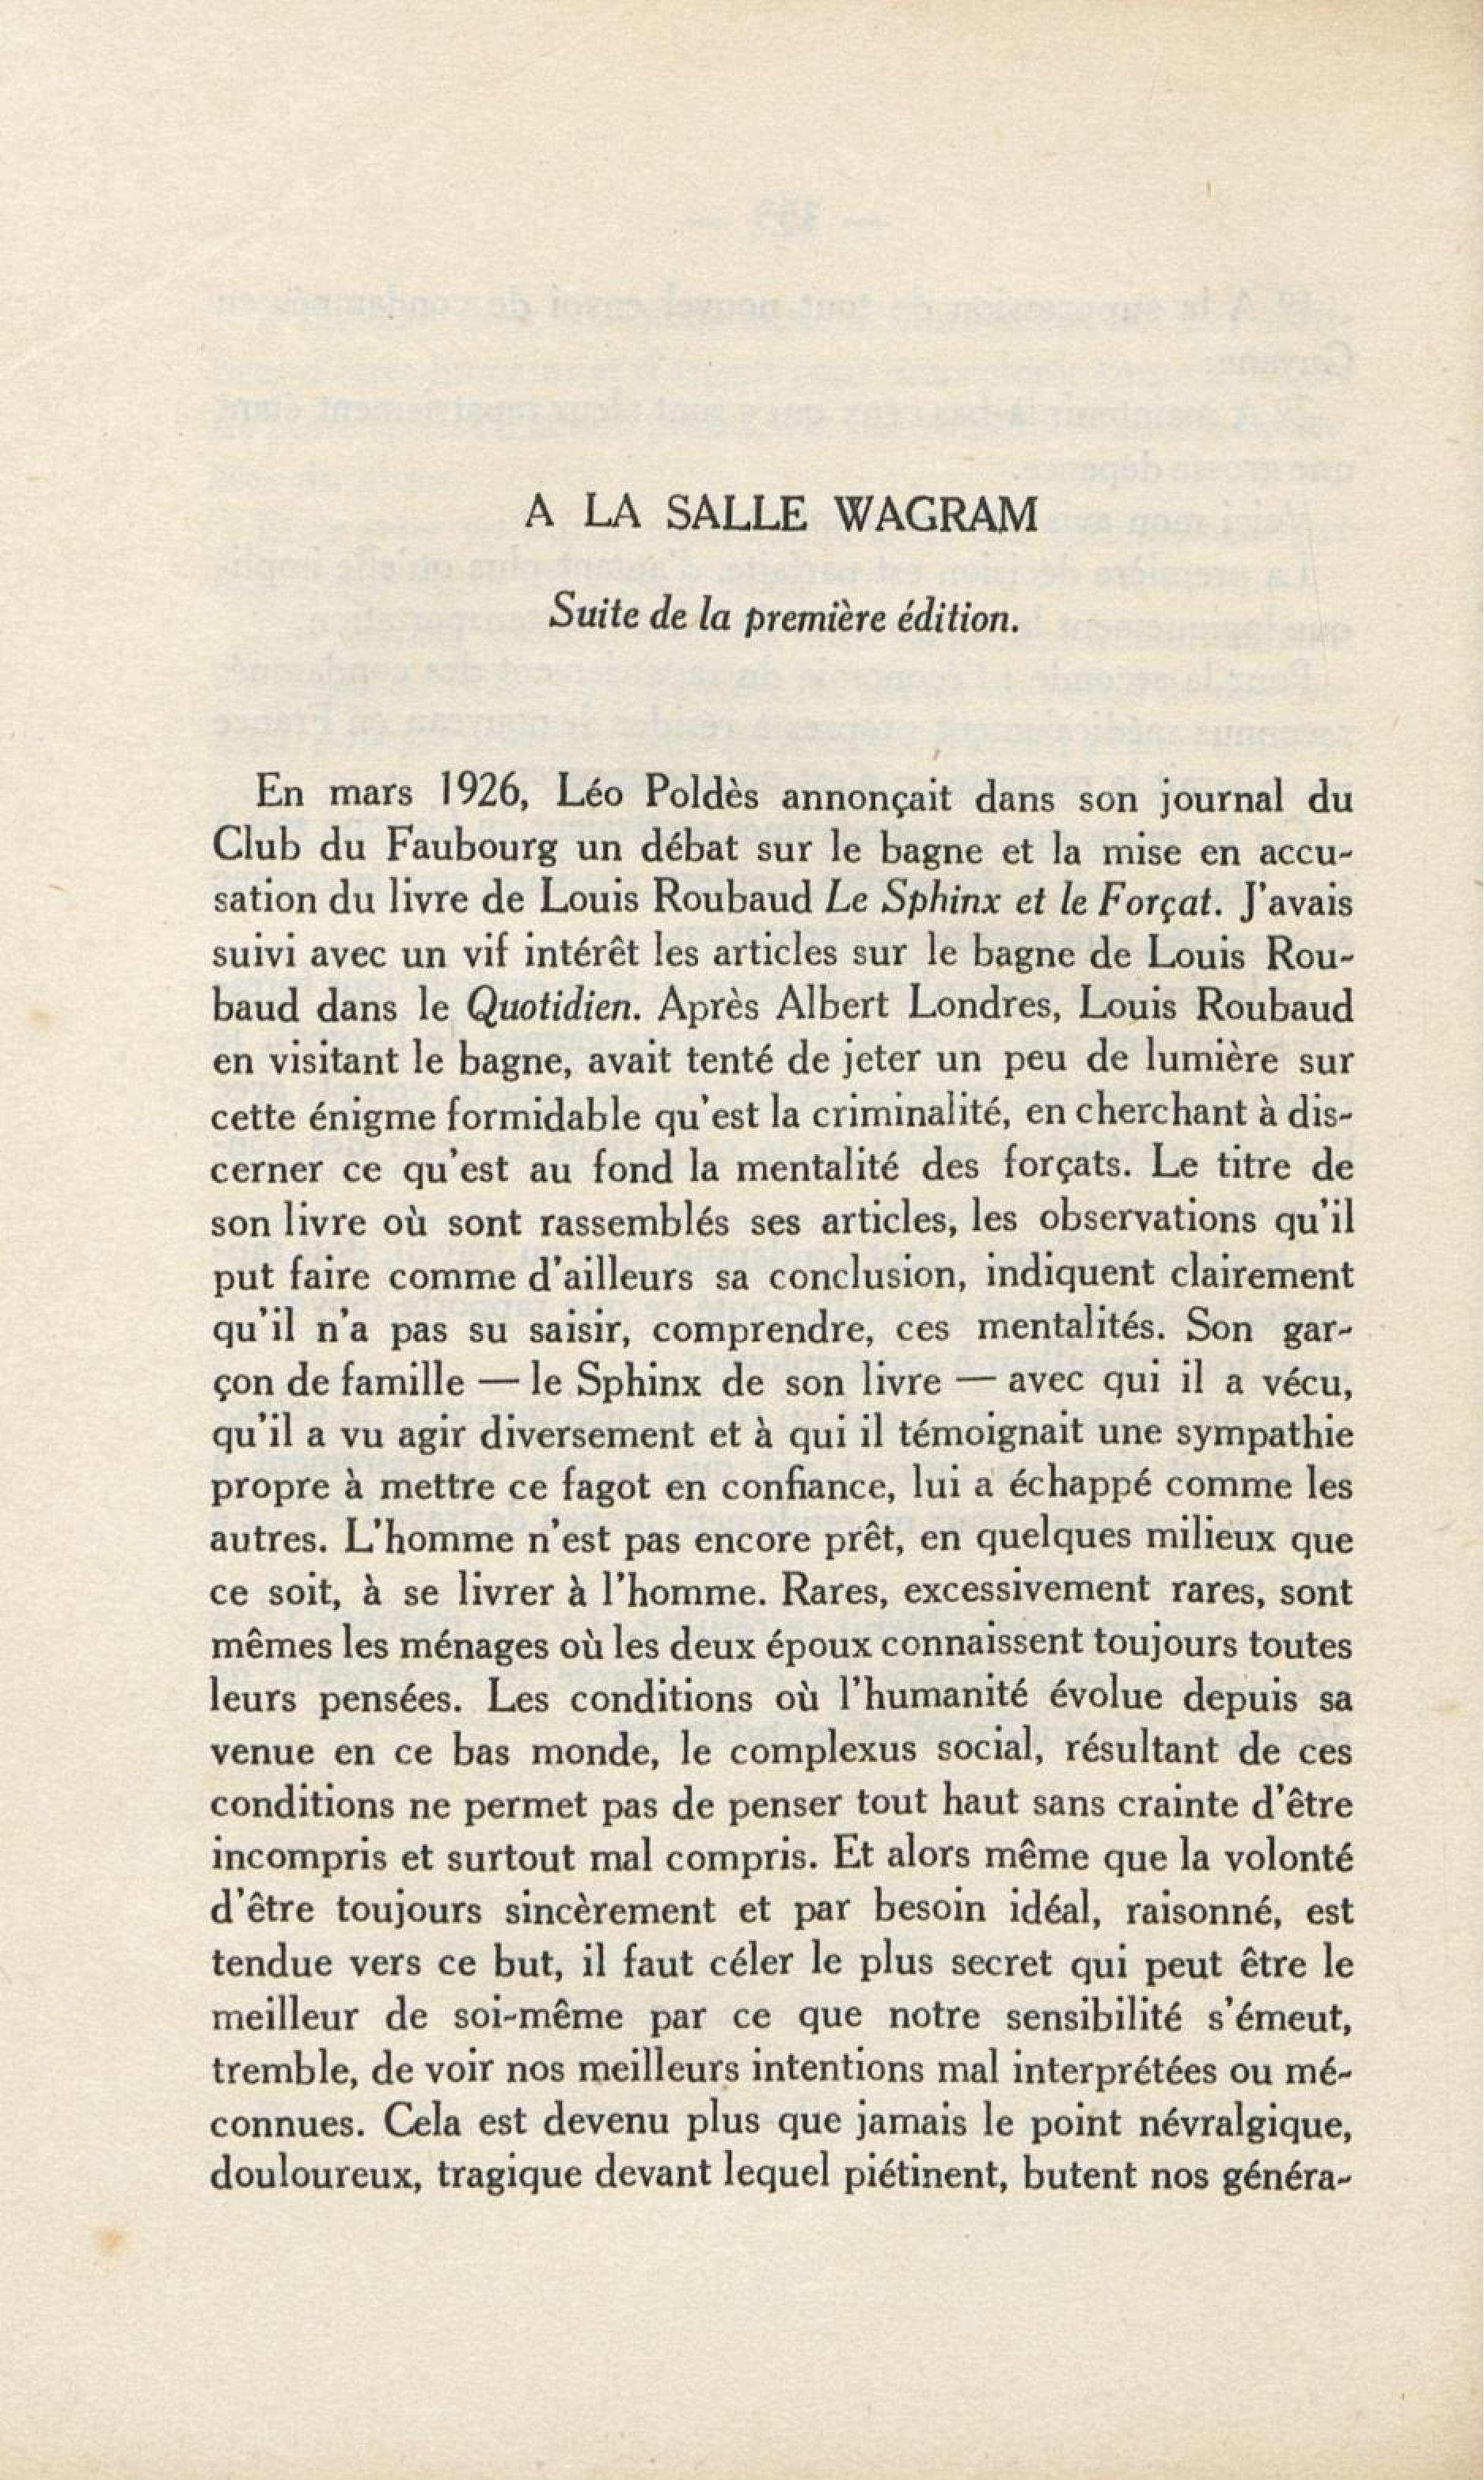 A LA SALLE WAGRAM
Suite de la première édition.
En mars 1926, Léo Poldès annonçait dans son journal du
Club du Faubourg un débat sur le bagne et la mise en accu-
sation du livre de Louis Roubaud Le Sphinx et le Forçat. J'avais
suivi avec un vif intérêt les articles sur le bagne de Louis Rou-
baud dans le Quotidien. Après Albert Londres, Louis Roubaud
en visitant le bagne, avait tenté de jeter un peu de lumière sur
cette énigme formidable qu'est la criminalité, en cherchant à dis-
cerner ce qu'est au fond la mentalité des forçats. Le titre de
son livre où sont rassemblés ses articles, les observations qu'il
put faire comme d'ailleurs sa conclusion, indiquent clairement
qu'il n'a pas su saisir, comprendre, ces mentalités. Son gar-
çon de famille — le Sphinx de son livre — avec qui il a vécu,
qu'il a vu agir diversement et à qui il témoignait une sympathie
propre à mettre ce fagot en confiance, lui a échappé comme les
autres. L'homme n'est pas encore prêt, en quelques milieux que
ce soit, à se livrer à l'homme. Rares, excessivement rares, sont
mêmes les ménages où les deux époux connaissent toujours toutes
leurs pensées. Les conditions où l'humanité évolue depuis sa
venue en ce bas monde, le complexus social, résultant de ces
conditions ne permet pas de penser tout haut sans crainte d'être
incompris et surtout mal compris. Et alors même que la volonté
d'être toujours sincèrement et par besoin idéal, raisonné, est
tendue vers ce but, il faut céler le plus secret qui peut être le
meilleur de soi-même par ce que notre sensibilité s'émeut,
tremble, de voir nos meilleurs intentions mal interprétées ou mé-
connues. Cela est devenu plus que jamais le point névralgique,
douloureux, tragique devant lequel piétinent, butent nos généra-